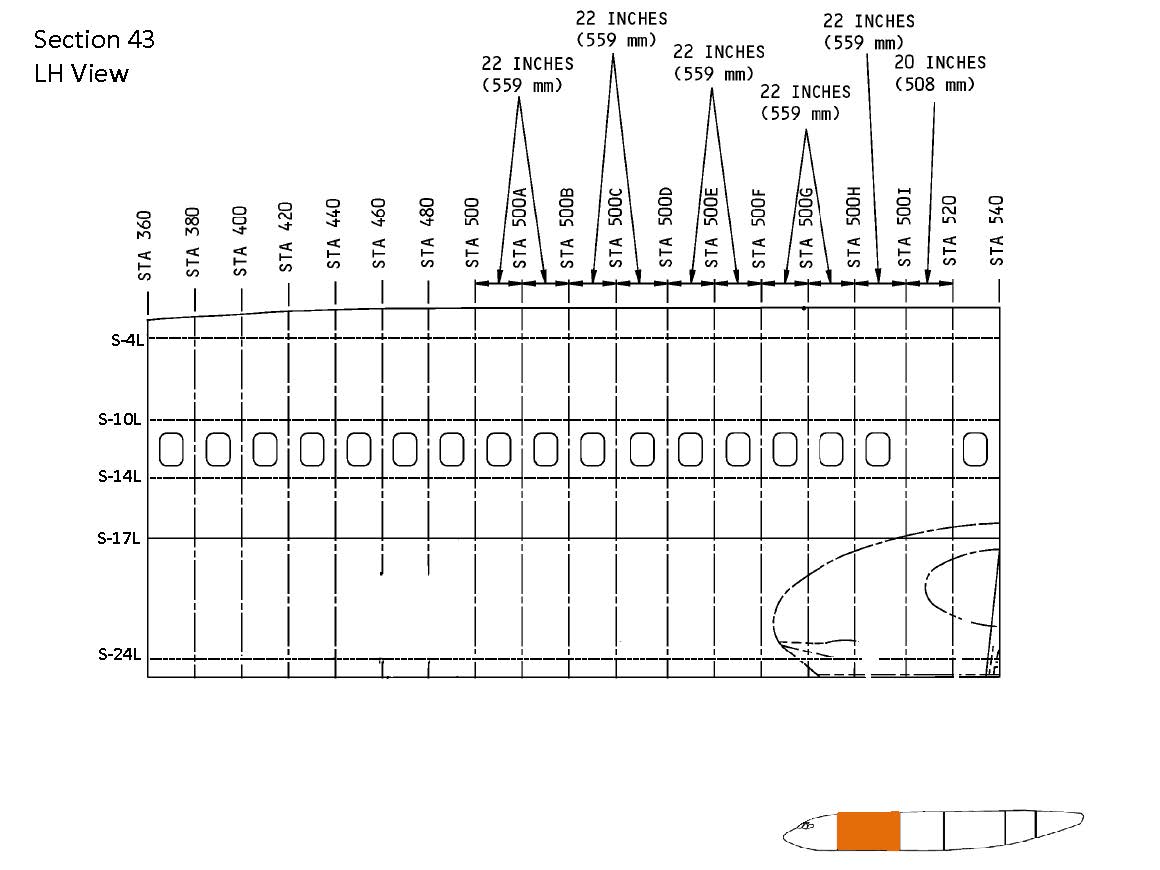 Section 43
LH View
22 INCHES
(559 mm)
22 INCHES
(559 mm)
22 INCHES
(559 mm)
22 INCHES
(559 mm)
22 INCHES
(559 mm)
20 INCHES
(508 mm)
STA 360
STA 380
STA 400
STA 420
STA 440
STA 460
STA 480
STA 500
STA 500A
STA 500B
STA 500C
STA 500D
STA 500E
STA 500F
STA 500G
STA 500H
STA 500I
STA 520
STA 540
S-4L
S-10L
S-14L
S-17L
S-24L